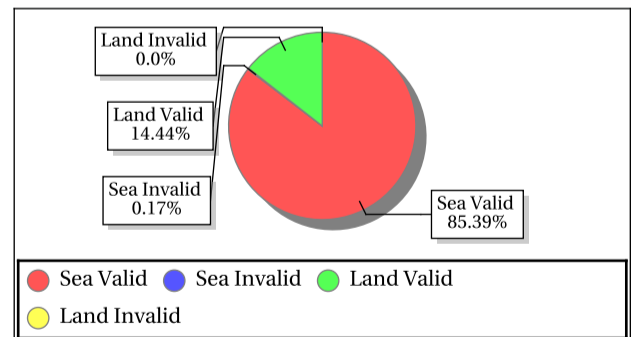 Land Invalid
0.0%
Land Valid
14.44%
Sea Invalid
0.17%
Sea Valid
85.39%
Sea Valid Sea Invalid Land Valid
Land Invalid